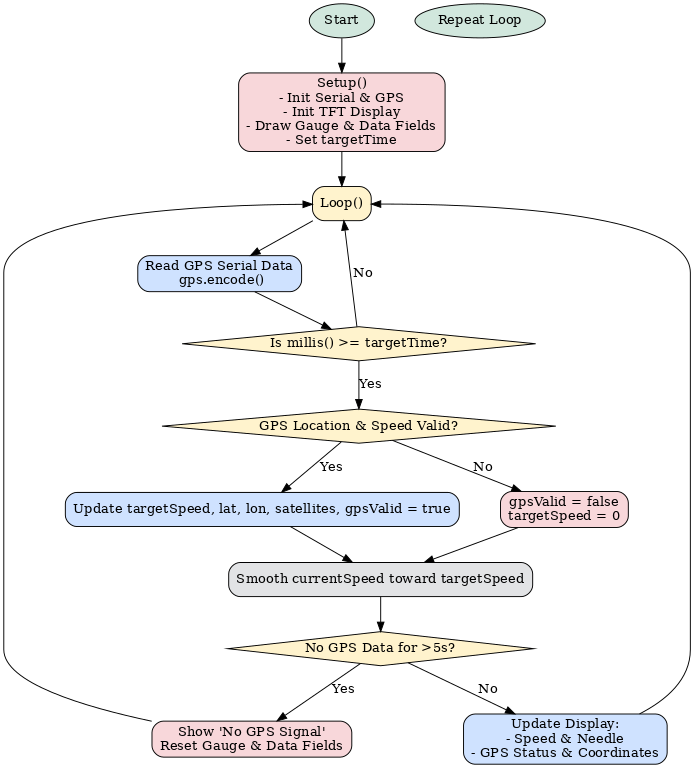 Start
Repeat Loop
Setup()
- Init Serial & GPS
- Init TFT Display
- Draw Gauge & Data Fields
- Set targetTime
Loop()
Read GPS Serial Data
gps.encode()
No
Is millis() >= targetTime?
Yes
GPS Location & Speed Valid?
Yes
No
Update targetSpeed, lat, lon, satellites, gpsValid = true
gpsValid = false
targetSpeed = 0
Smooth currentSpeed toward targetSpeed
No GPS Data for >5s?
Yes
No
Show 'No GPS Signal'
Reset Gauge & Data Fields
Update Display:
- Speed & Needle
- GPS Status & Coordinates